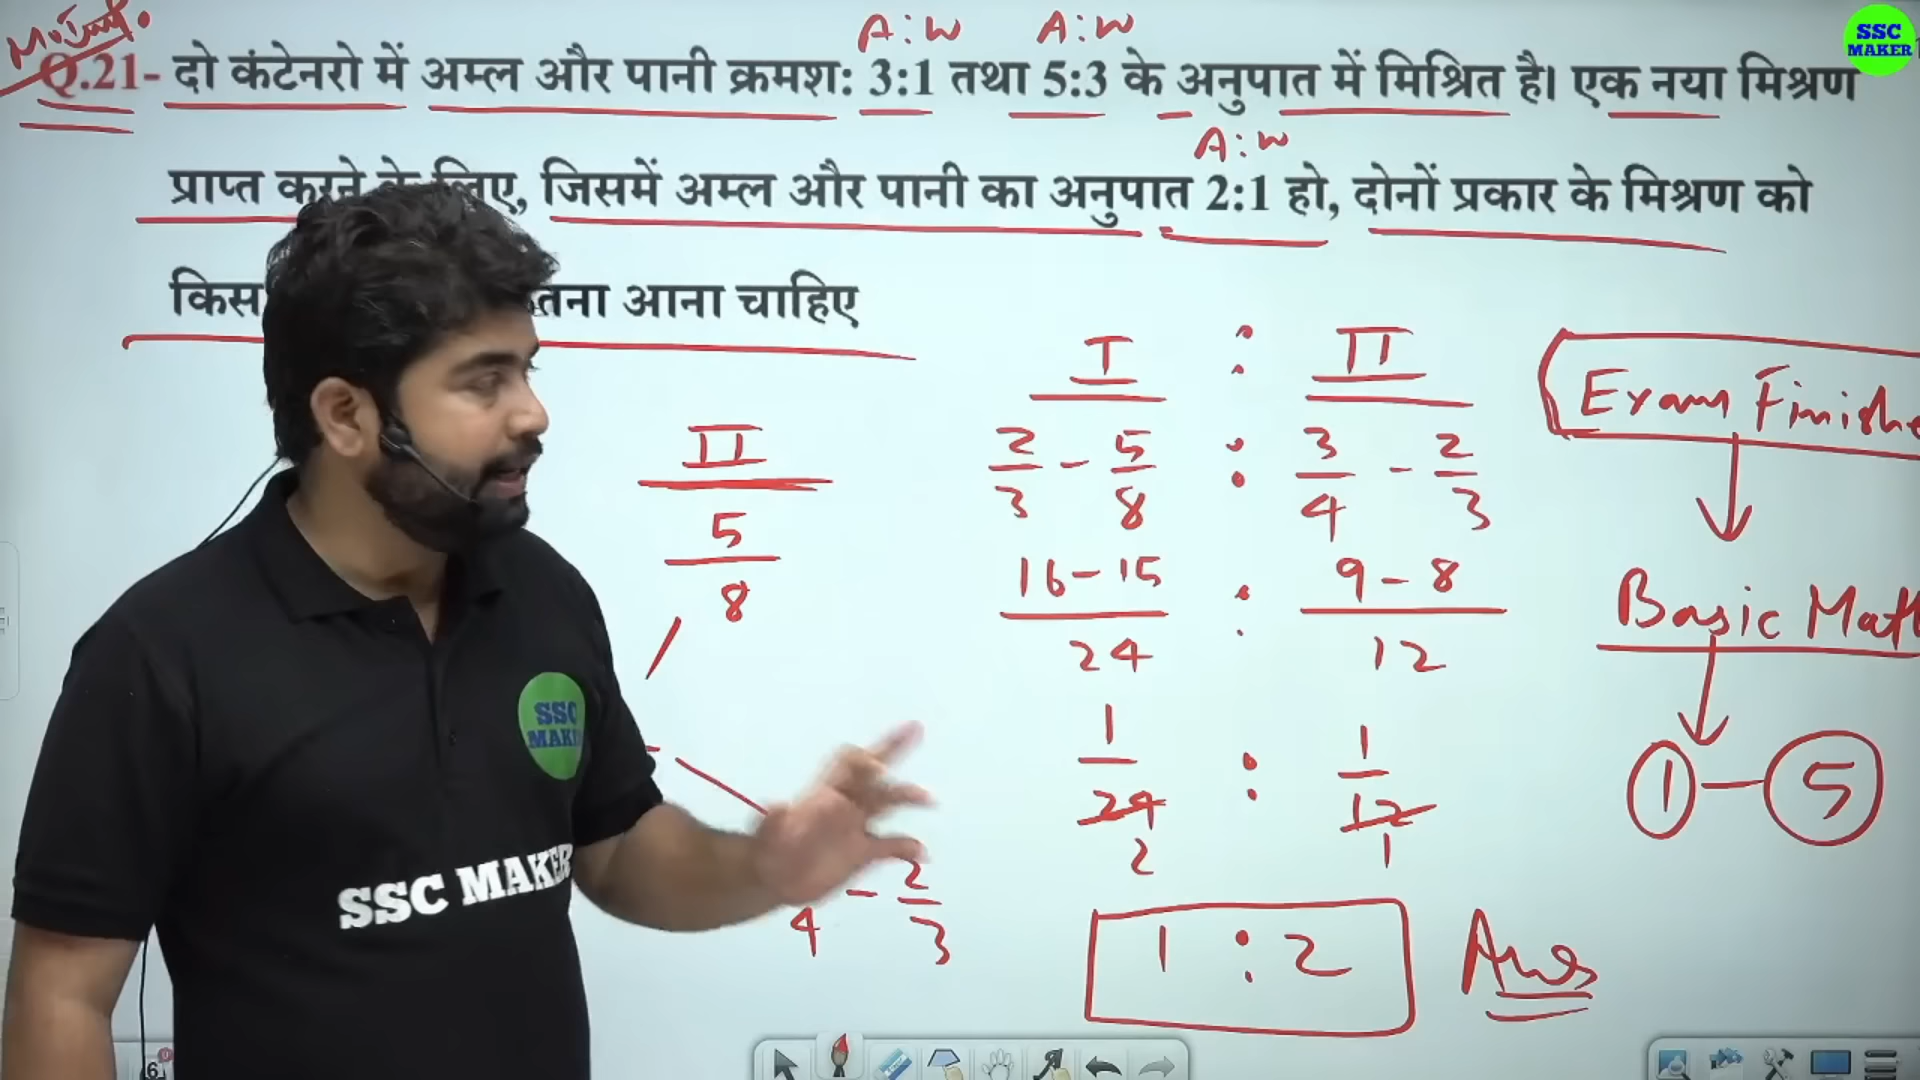 M.Imp.
A:W A:W
Q.21- दो कंटेनरो में अम्ल और पानी क्रमश: 3:1 तथा 5:3 के अनुपात में मिश्रित है। एक नया मिश्रण
A:W
प्राप्त करने के लिए, जिसमें अम्ल और पानी का अनुपात 2:1 हो, दोनों प्रकार के मिश्रण को
आना चाहिए
II
5/8
4 - 2/3
I : II
2/3 - 5/8 : 3/4 - 2/3
16-15/24 : 9-8/12
1/24 : 1/12
2 1
1 : 2 Ans
Exam
Basic
1 - 5
SSC MAKER
SSC
MAKER
SSC
MAKER